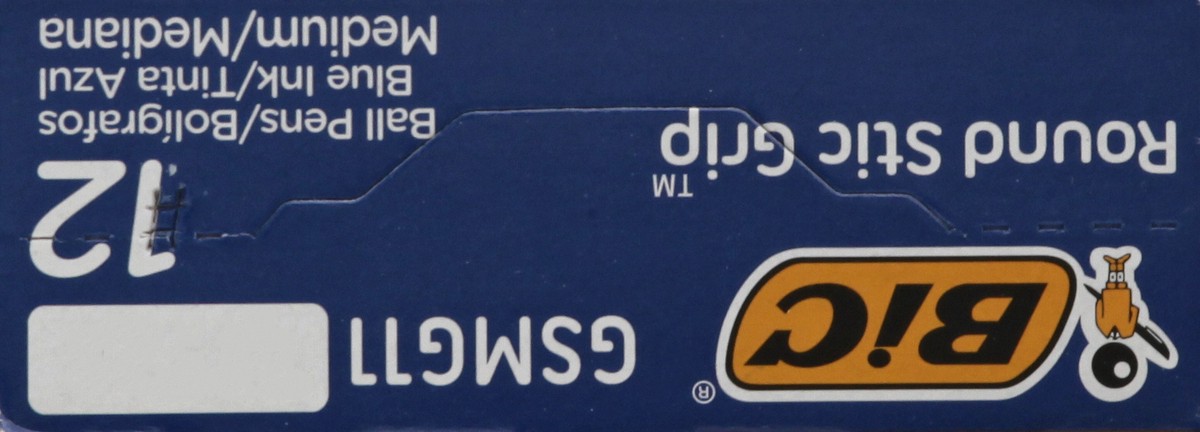 BiC®
GSMG11
Round Stic Grip™
12
Ball Pens/Bolígrafos
Blue Ink/Tinta Azul
Medium/Mediana